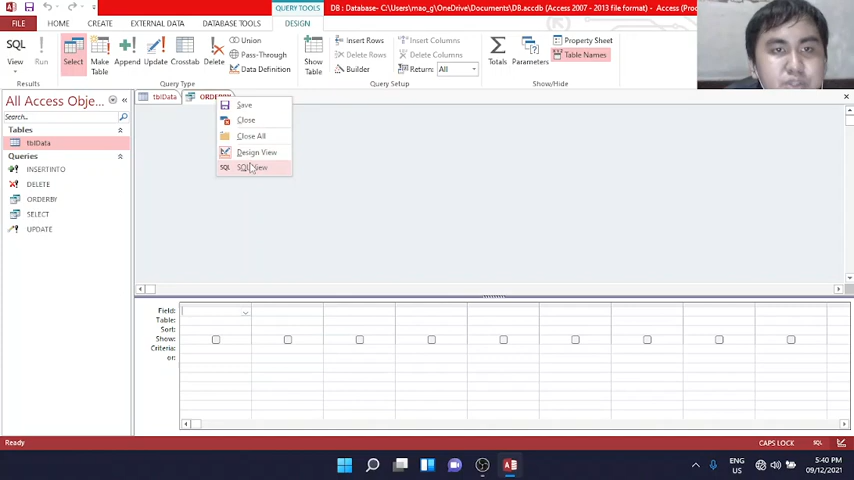 QUERY TOOLS
DB : Database- C:\Users\mao_g\OneDrive\Documents\DB.accdb (Access 2007 - 2013 file format) - Access (Proc
FILE HOME CREATE EXTERNAL DATA DATABASE TOOLS DESIGN
SQL Run Select Make Append Update Crosstab Delete
View Table
Union
Pass-Through
Data Definition
Show
Table
Insert Rows
Delete Rows
Builder
Insert Columns
Delete Columns
Return: All
Totals Parameters
Property Sheet
Table Names
Results Query Type Query Setup Show/Hide
All Access Obje...
Search...
Tables
tblData
Queries
INSERTINTO
DELETE
ORDERBY
SELECT
UPDATE
tblData ORDERBY
Save
Close
Close All
Design View
SQL SQL View
Field:
Table:
Sort:
Show:
Criteria:
or:
Ready CAPS LOCK SQL
ENG
US
5:40 PM
09/12/2021